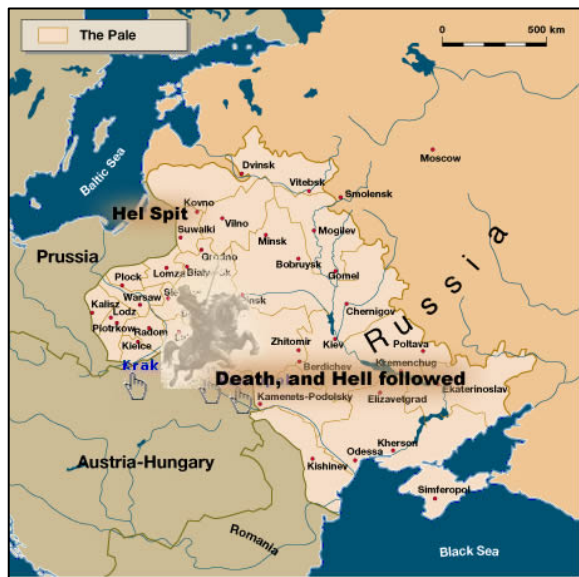 The Pale
0 500 km
Baltic Sea
Moscow
Dvinsk
Vitebsk
Smolensk
Kovno
Hel Spit
Vilno
Suwalki
Minsk
Mogilev
Grodno
Prussia
Lomza
Bobruysk
Gomel
Plock
Kalisz
Warsaw
Lodz
Piotrków
Radom
Kielce
Chernigov
Russia
Zhitomir
Kiev
Poltava
Krak
Berdichev
Kremenchug
Death, and Hell followed
Ekaterinoslav
Kamenets-Podolsky
Elizavetgrad
Austria-Hungary
Kishinev
Odessa
Kherson
Simferopol
Romania
Black Sea